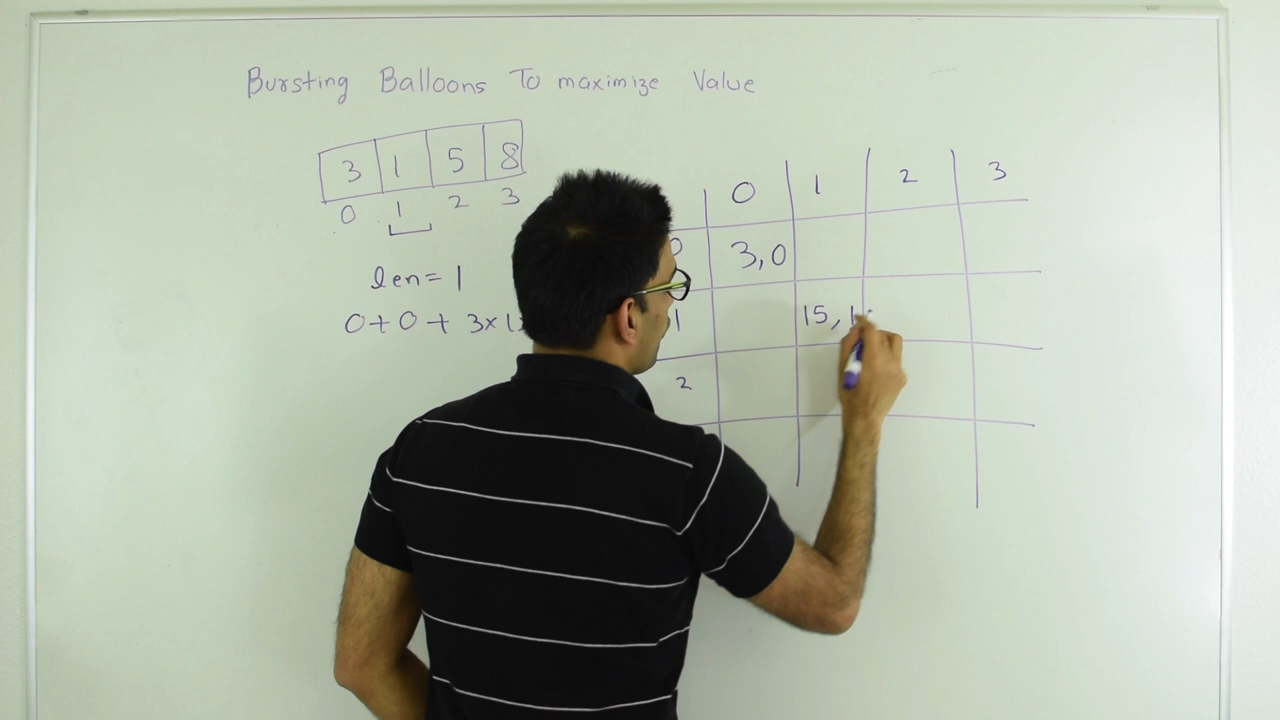 Bursting Balloons To maximize Value
3 1 5 8
0 1 2 3
len = 1
0 + 0 + 3×1×
0 1 2 3
0 3,0
1 15,1
2